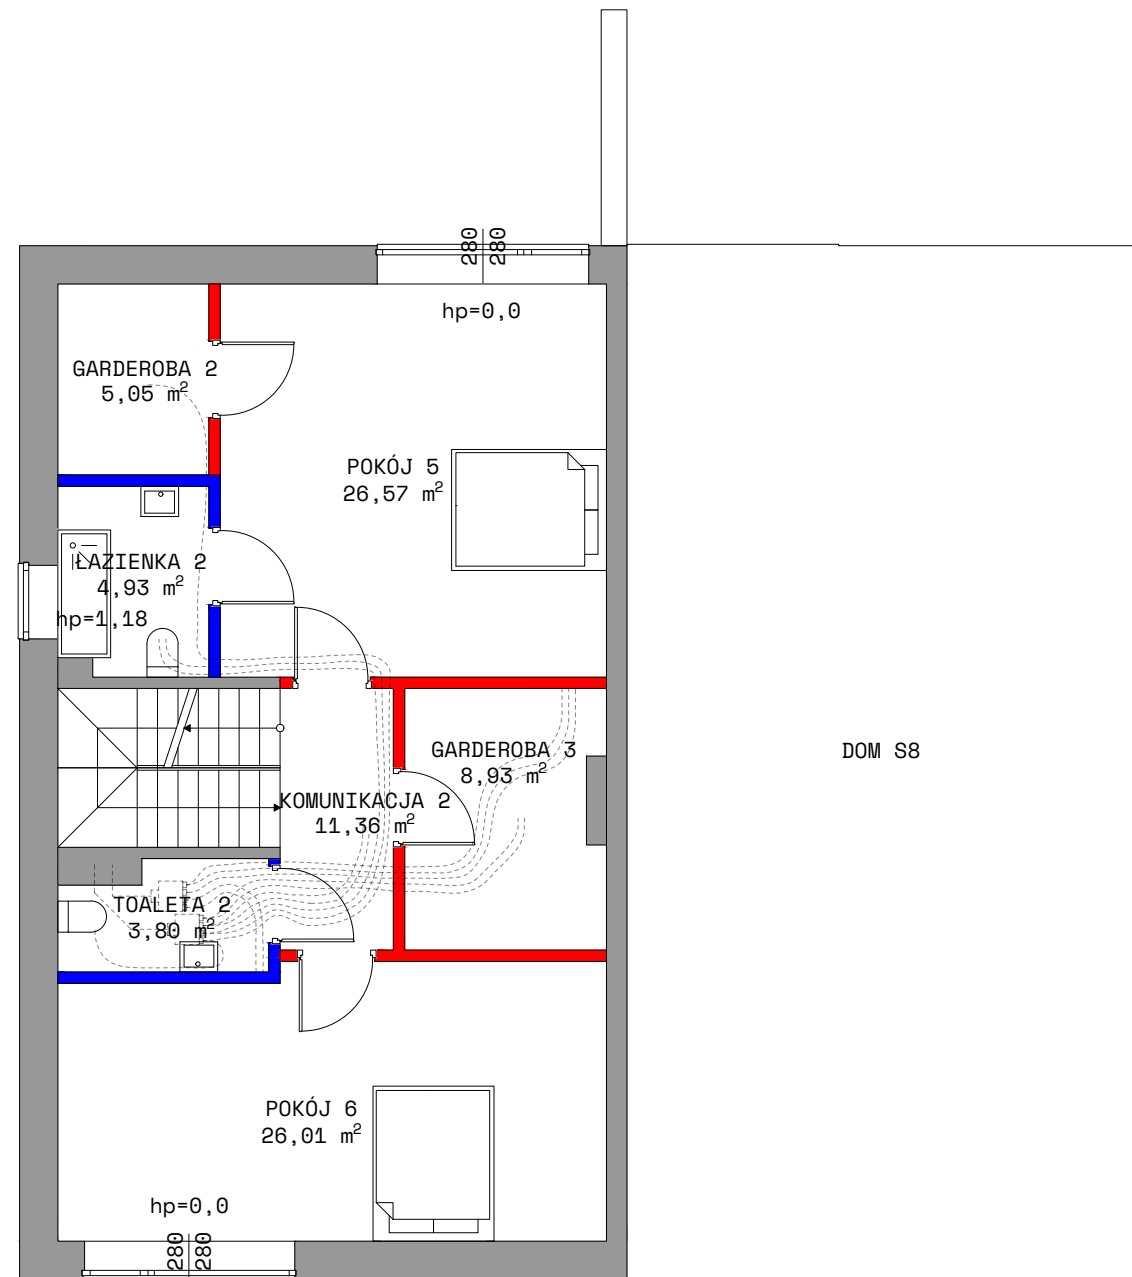 280
280
hp=0,0
GARDEROBA 2
5,05 m²
POKÓJ 5
26,57 m²
ŁAZIENKA 2
4,93 m²
hp=1,18
GARDEROBA 3
8,93 m²
DOM S8
KOMUNIKACJA 2
11,36 m²
TOALETA 2
3,80 m²
POKÓJ 6
26,01 m²
hp=0,0
280
280